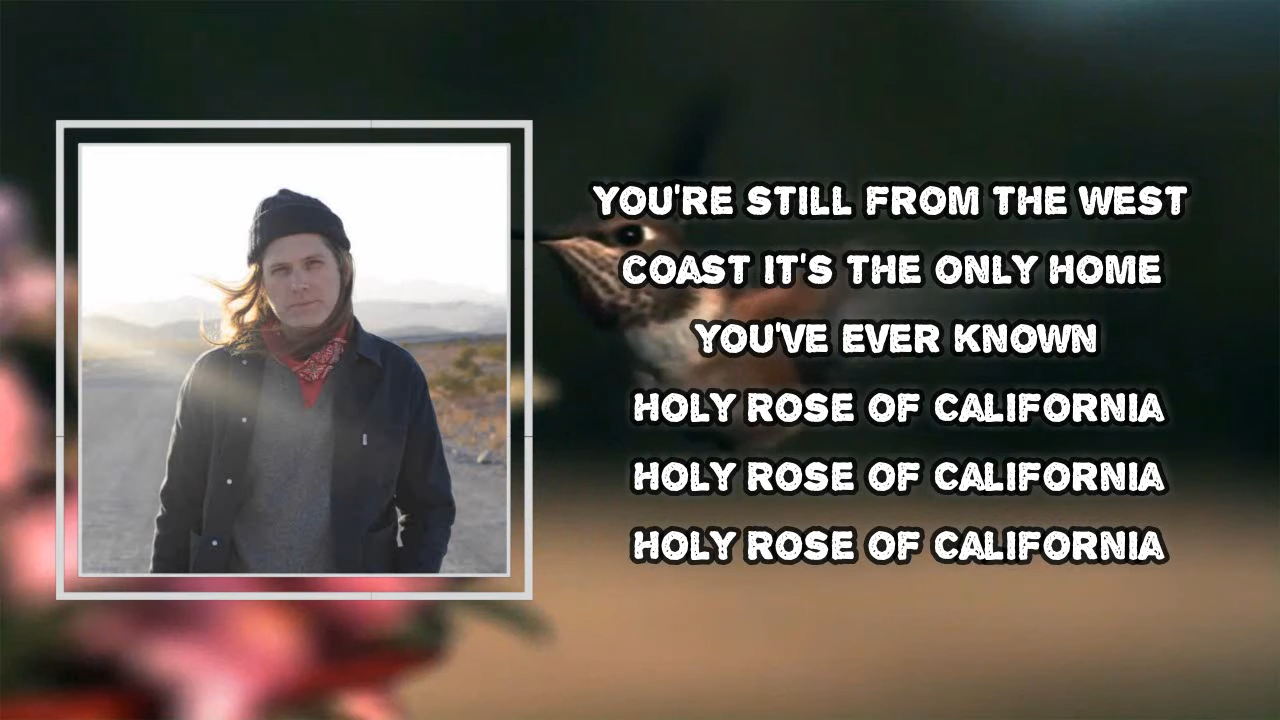 YOU'RE STILL FROM THE WEST
COAST IT'S THE ONLY HOME
YOU'VE EVER KNOWN
HOLY ROSE OF CALIFORNIA
HOLY ROSE OF CALIFORNIA
HOLY ROSE OF CALIFORNIA